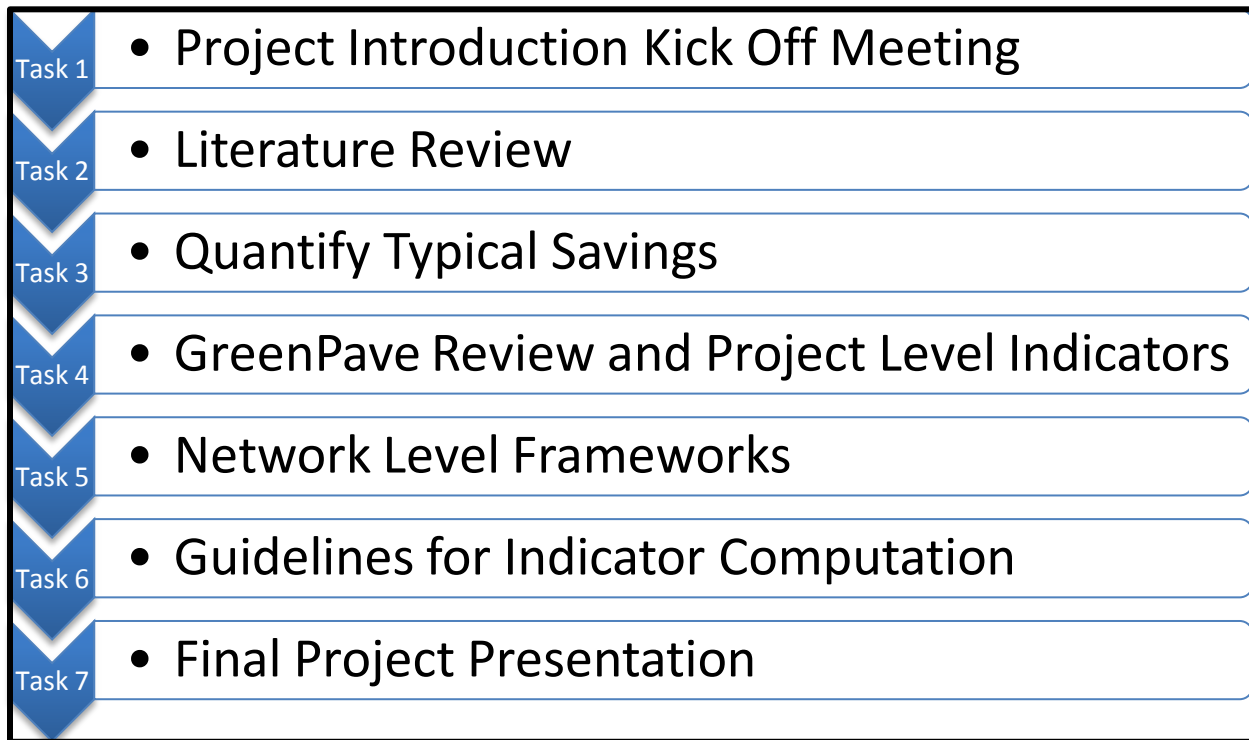 Task 1
• Project Introduction Kick Off Meeting
Task 2
• Literature Review
Task 3
• Quantify Typical Savings
Task 4
• GreenPave Review and Project Level Indicators
Task 5
• Network Level Frameworks
Task 6
• Guidelines for Indicator Computation
Task 7
• Final Project Presentation